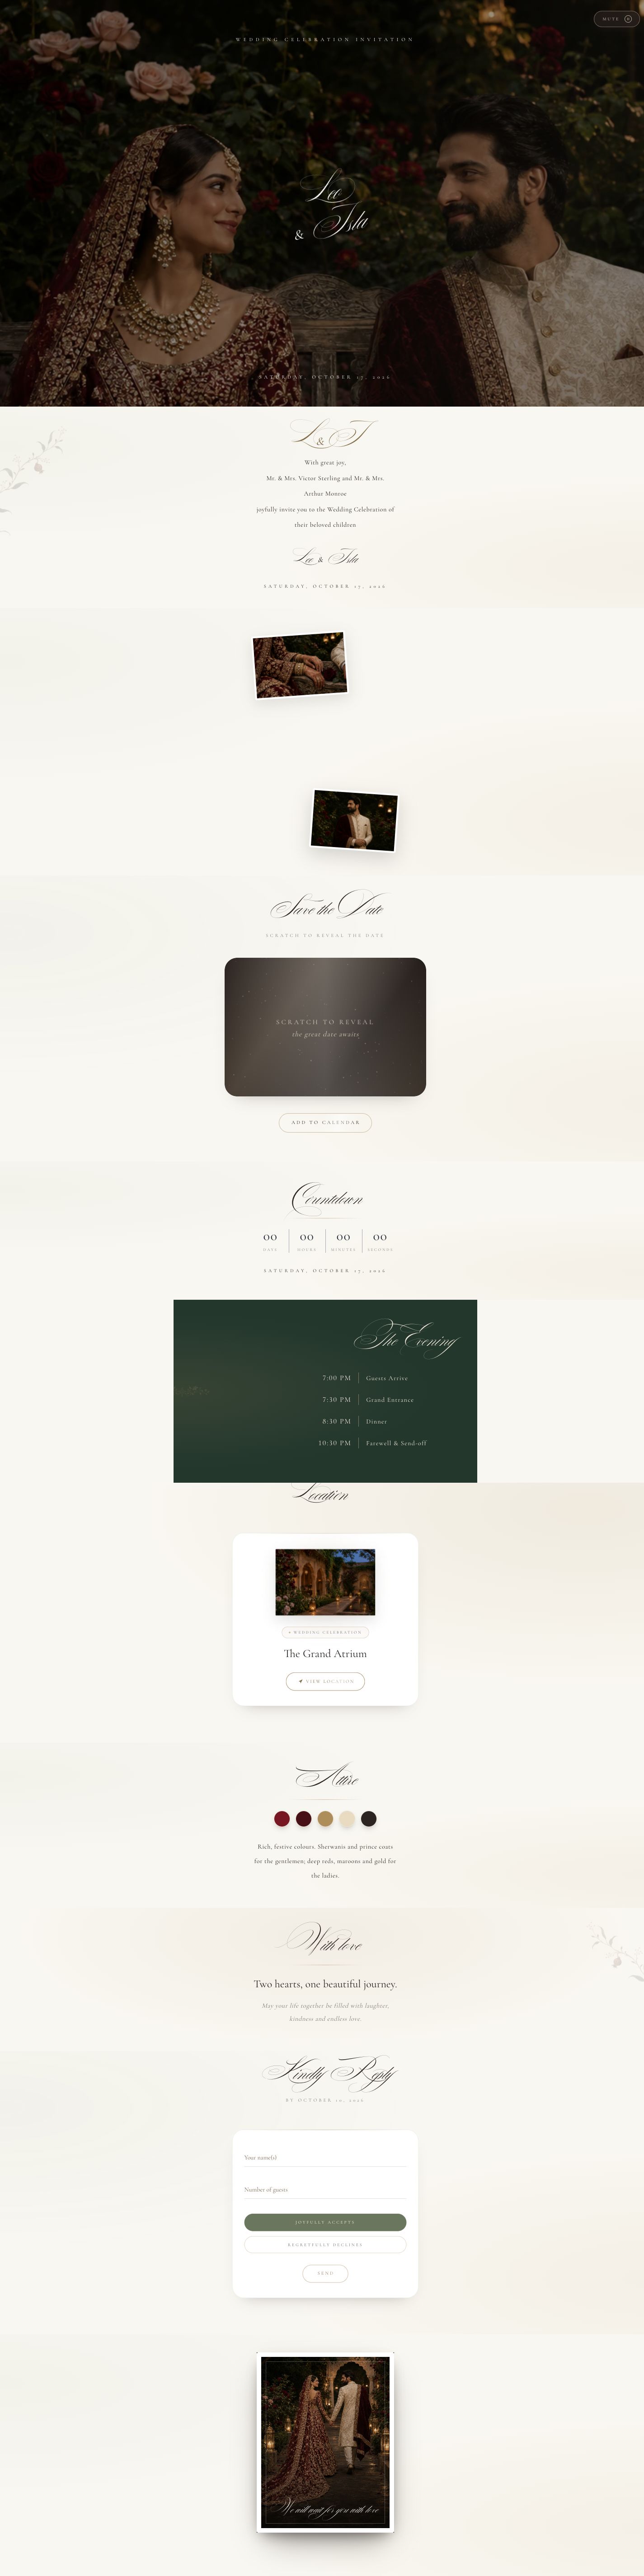 MUTE
WEDDING CELEBRATION INVITATION
Leo
& Isla
SATURDAY, OCTOBER 17, 2026
L & I
With great joy,
Mr. & Mrs. Victor Sterling and Mr. & Mrs.
Arthur Monroe
joyfully invite you to the Wedding Celebration of
their beloved children
Leo & Isla
SATURDAY, OCTOBER 17, 2026
Save the Date
SCRATCH TO REVEAL THE DATE
SCRATCH TO REVEAL
the great date awaits
ADD TO CALENDAR
Countdown
00 00 00 00
DAYS HOURS MINUTES SECONDS
SATURDAY, OCTOBER 17, 2026
The Evening
7:00 PM Guests Arrive
7:30 PM Grand Entrance
8:30 PM Dinner
10:30 PM Farewell & Send-off
Location
WEDDING CELEBRATION
The Grand Atrium
VIEW LOCATION
Attire
Rich, festive colours. Sherwanis and prince coats
for the gentlemen; deep reds, maroons and gold for
the ladies.
With love
Two hearts, one beautiful journey.
May your life together be filled with laughter,
kindness and endless love.
Kindly Reply
BY OCTOBER
Your name(s)
Number of guests
JOYFULLY ACCEPTS
REGRETFULLY DECLINES
SEND
We will wait for you with love